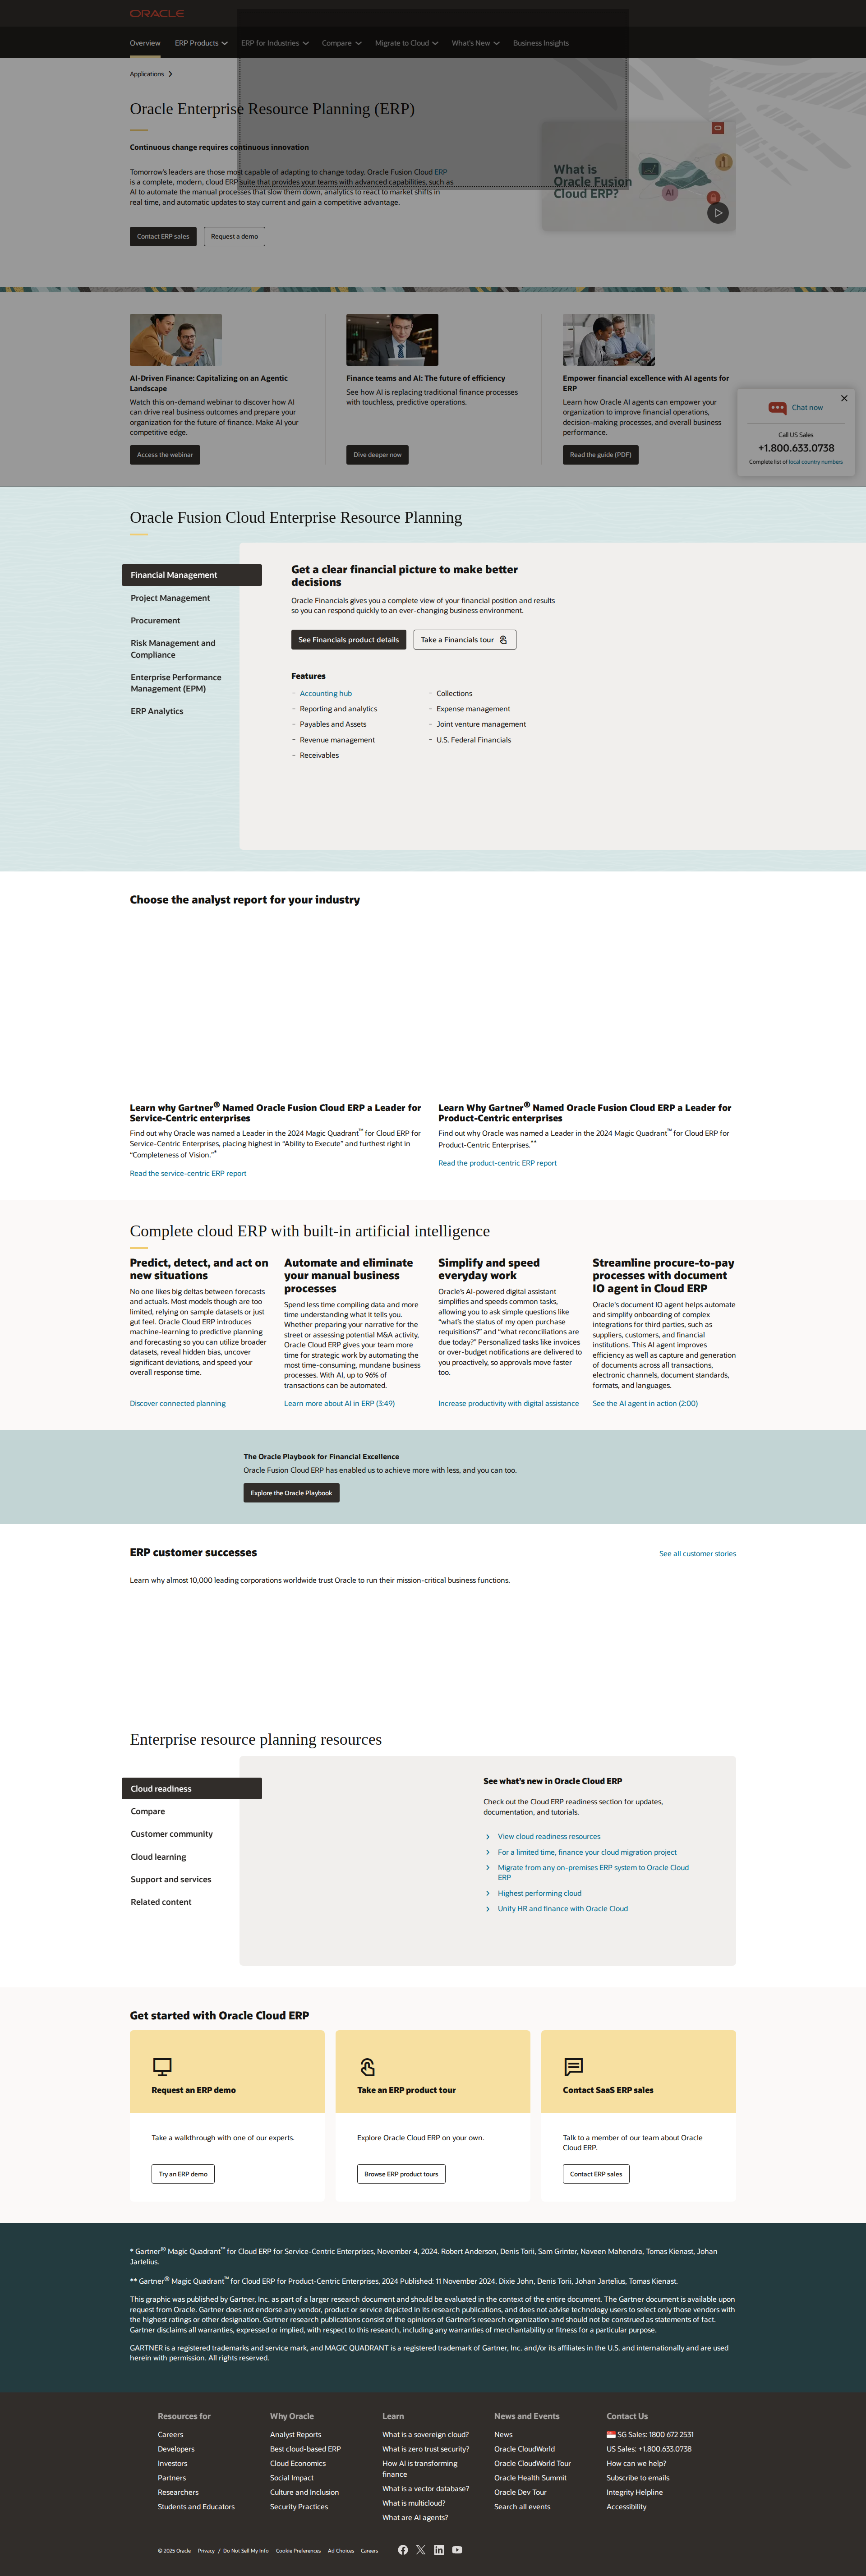 ORACLE
Overview
ERP Products
ERP for Industries
Compare
Migrate to Cloud
What's New
Business Insights
Applications
Oracle Enterprise Resource Planning (ERP)
Continuous change requires continuous innovation
Tomorrow's leaders are those most capable of adapting to change today. Oracle Fusion Cloud ERP
is a complete, modern, cloud ERP suite that provides your teams with advanced capabilities, such as
AI to automate the manual processes that slow them down, analytics to react to market shifts in
real time, and automatic updates to stay current and gain a competitive advantage.
Contact ERP sales
Request a demo
What is
Oracle Fusion
Cloud ERP?
AI
AI-Driven Finance: Capitalizing on an Agentic
Landscape
Watch this on-demand webinar to discover how AI
can drive real business outcomes and prepare your
organization for the future of finance. Make AI your
competitive edge.
Access the webinar
Finance teams and AI: The future of efficiency
See how AI is replacing traditional finance processes
with touchless, predictive operations.
Dive deeper now
Empower financial excellence with AI agents for
ERP
Learn how Oracle AI agents can empower your
organization to improve financial operations,
decision-making processes, and overall business
performance.
Read the guide (PDF)
Chat now
Call US Sales
+1.800.633.0738
Complete list of local country numbers
Oracle Fusion Cloud Enterprise Resource Planning
Financial Management
Project Management
Procurement
Risk Management and
Compliance
Enterprise Performance
Management (EPM)
ERP Analytics
Get a clear financial picture to make better
decisions
Oracle Financials gives you a complete view of your financial position and results
so you can respond quickly to an ever-changing business environment.
See Financials product details
Take a Financials tour
Features
Accounting hub
Reporting and analytics
Payables and Assets
Revenue management
Receivables
Collections
Expense management
Joint venture management
U.S. Federal Financials
Choose the analyst report for your industry
Learn why Gartner® Named Oracle Fusion Cloud ERP a Leader for
Service-Centric enterprises
Find out why Oracle was named a Leader in the 2024 Magic Quadrant™ for Cloud ERP for
Service-Centric Enterprises, placing highest in “Ability to Execute” and furthest right in
“Completeness of Vision.”*
Read the service-centric ERP report
Learn Why Gartner® Named Oracle Fusion Cloud ERP a Leader for
Product-Centric enterprises
Find out why Oracle was named a Leader in the 2024 Magic Quadrant™ for Cloud ERP for
Product-Centric Enterprises.**
Read the product-centric ERP report
Complete cloud ERP with built-in artificial intelligence
Predict, detect, and act on
new situations
No one likes big deltas between forecasts
and actuals. Most models though are too
limited, relying on sample datasets or just
gut feel. Oracle Cloud ERP introduces
machine-learning to predictive planning
and forecasting so you can utilize broader
datasets, reveal hidden bias, uncover
significant deviations, and speed your
overall response time.
Discover connected planning
Automate and eliminate
your manual business
processes
Spend less time compiling data and more
time understanding what it tells you.
Whether preparing your narrative for the
street or assessing potential M&A activity,
Oracle Cloud ERP gives your team more
time for strategic work by automating the
most time-consuming, mundane business
processes. With AI, up to 96% of
transactions can be automated.
Learn more about AI in ERP (3:49)
Simplify and speed
everyday work
Oracle's AI-powered digital assistant
simplifies and speeds common tasks,
allowing you to ask simple questions like
“what's the status of my open purchase
requisitions?” and “what reconciliations are
due today?” Personalized tasks like invoices
or over-budget notifications are delivered to
you proactively, so approvals move faster
too.
Increase productivity with digital assistance
Streamline procure-to-pay
processes with document
IO agent in Cloud ERP
Oracle's document IO agent helps automate
and simplify onboarding of complex
integrations for third parties, such as
suppliers, customers, and financial
institutions. This AI agent improves
efficiency as well as capture and generation
of documents across all transactions,
electronic channels, document standards,
formats, and languages.
See the AI agent in action (2:00)
The Oracle Playbook for Financial Excellence
Oracle Fusion Cloud ERP has enabled us to achieve more with less, and you can too.
Explore the Oracle Playbook
ERP customer successes
See all customer stories
Learn why almost 10,000 leading corporations worldwide trust Oracle to run their mission-critical business functions.
Enterprise resource planning resources
Cloud readiness
Compare
Customer community
Cloud learning
Support and services
Related content
See what's new in Oracle Cloud ERP
Check out the Cloud ERP readiness section for updates,
documentation, and tutorials.
View cloud readiness resources
For a limited time, finance your cloud migration project
Migrate from any on-premises ERP system to Oracle Cloud
ERP
Highest performing cloud
Unify HR and finance with Oracle Cloud
Get started with Oracle Cloud ERP
Request an ERP demo
Take a walkthrough with one of our experts.
Try an ERP demo
Take an ERP product tour
Explore Oracle Cloud ERP on your own.
Browse ERP product tours
Contact SaaS ERP sales
Talk to a member of our team about Oracle
Cloud ERP.
Contact ERP sales
* Gartner® Magic Quadrant™ for Cloud ERP for Service-Centric Enterprises, November 4, 2024. Robert Anderson, Denis Torii, Sam Grinter, Naveen Mahendra, Tomas Kienast, Johan
Jartelius.
** Gartner® Magic Quadrant™ for Cloud ERP for Product-Centric Enterprises, 2024 Published: 11 November 2024. Dixie John, Denis Torii, Johan Jartelius, Tomas Kienast.
This graphic was published by Gartner, Inc. as part of a larger research document and should be evaluated in the context of the entire document. The Gartner document is available upon
request from Oracle. Gartner does not endorse any vendor, product or service depicted in its research publications, and does not advise technology users to select only those vendors with
the highest ratings or other designation. Gartner research publications consist of the opinions of Gartner's research organization and should not be construed as statements of fact.
Gartner disclaims all warranties, expressed or implied, with respect to this research, including any warranties of merchantability or fitness for a particular purpose.
GARTNER is a registered trademarks and service mark, and MAGIC QUADRANT is a registered trademark of Gartner, Inc. and/or its affiliates in the U.S. and internationally and are used
herein with permission. All rights reserved.
Resources for
Careers
Developers
Investors
Partners
Researchers
Students and Educators
Why Oracle
Analyst Reports
Best cloud-based ERP
Cloud Economics
Social Impact
Culture and Inclusion
Security Practices
Learn
What is a sovereign cloud?
What is zero trust security?
How AI is transforming
finance
What is a vector database?
What is multicloud?
What are AI agents?
News and Events
News
Oracle CloudWorld
Oracle CloudWorld Tour
Oracle Health Summit
Oracle Dev Tour
Search all events
Contact Us
SG Sales: 1800 672 2531
US Sales: +1.800.633.0738
How can we help?
Subscribe to emails
Integrity Helpline
Accessibility
© 2025 Oracle
Privacy / Do Not Sell My Info
Cookie Preferences
Ad Choices
Careers